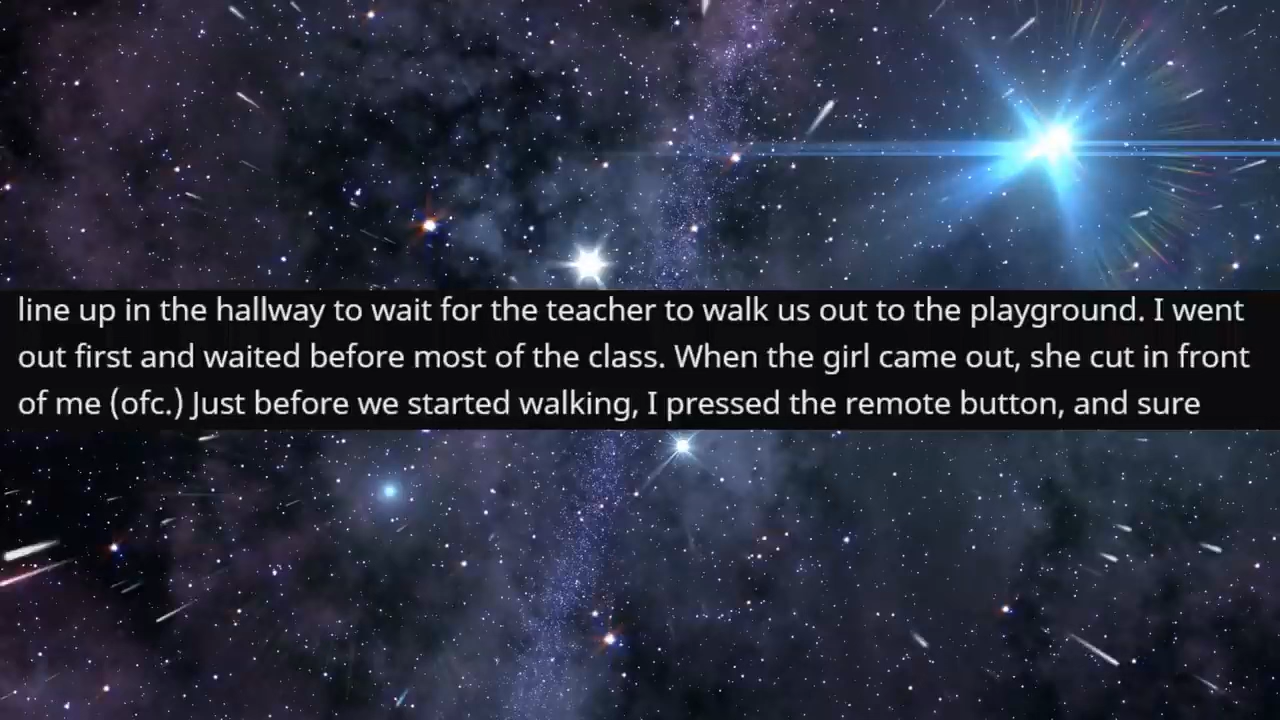 line up in the hallway to wait for the teacher to walk us out to the playground. I went
out first and waited before most of the class. When the girl came out, she cut in front
of me (ofc.) Just before we started walking, I pressed the remote button, and sure